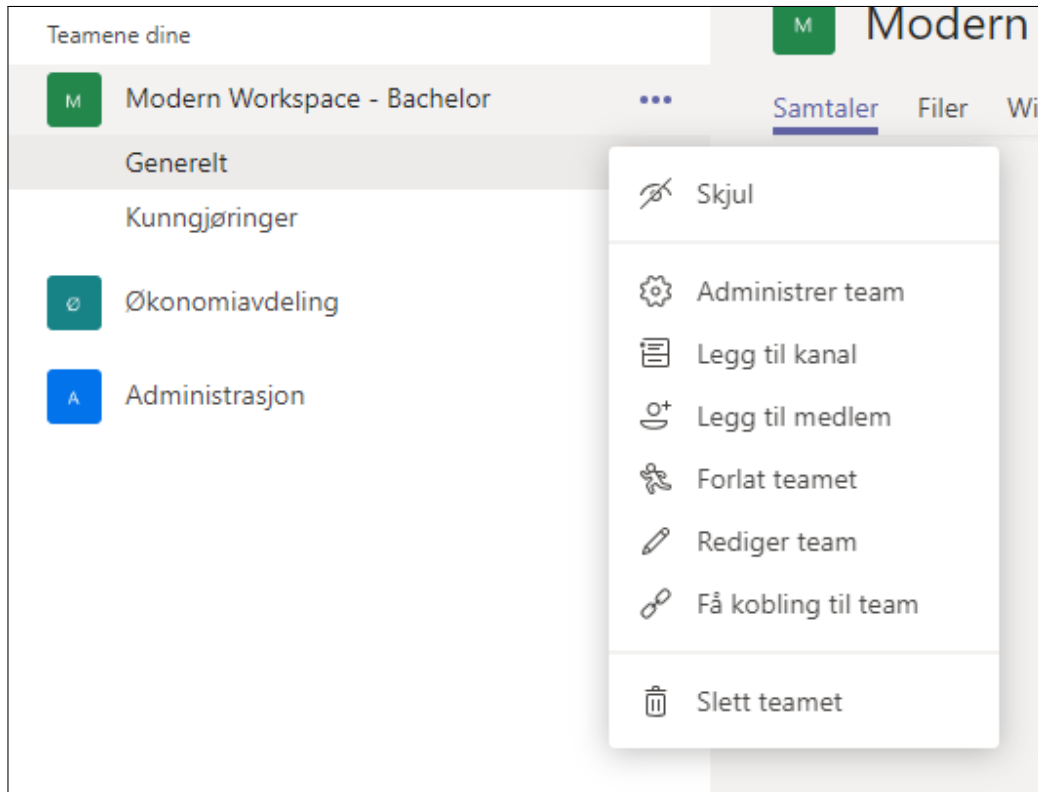 Teamene dine
M Modern
M Modern Workspace - Bachelor
Samtaler Filer Wi
Generelt
Kunngjøringer
Ø Økonomiavdeling
A Administrasjon
Skjul
Administrer team
Legg til kanal
Legg til medlem
Forlat teamet
Rediger team
Få kobling til team
Slett teamet